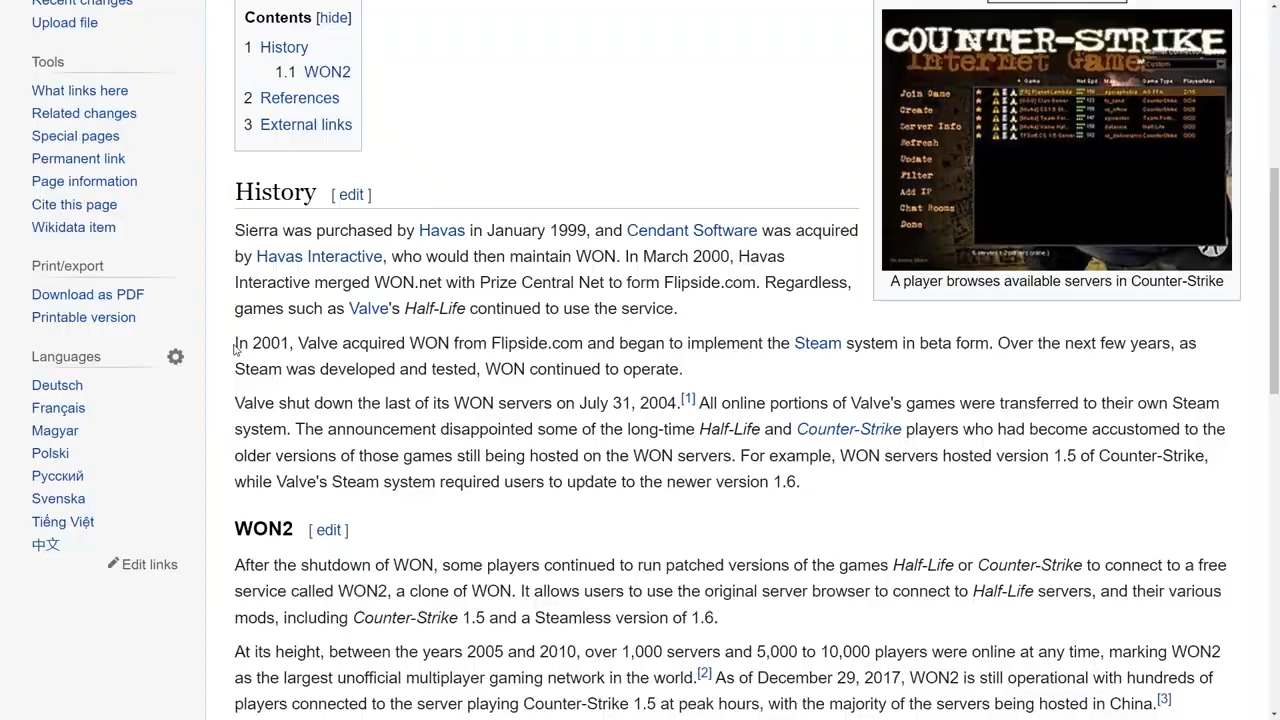 Recent changes
Upload file
Tools
What links here
Related changes
Special pages
Permanent link
Page information
Cite this page
Wikidata item
Print/export
Download as PDF
Printable version
Languages
Deutsch
Français
Magyar
Polski
Русский
Svenska
Tiếng Việt
中文
Edit links
Contents [hide]
1 History
1.1 WON2
2 References
3 External links
COUNTER-STRIKE
Internet Games
Custom
Game
Game Type
Join Game
Create
Server Info
Refresh
Update
Filter
Add IP
Chat Rooms
Done
A player browses available servers in Counter-Strike
History [ edit ]
Sierra was purchased by Havas in January 1999, and Cendant Software was acquired
by Havas Interactive, who would then maintain WON. In March 2000, Havas
Interactive merged WON.net with Prize Central Net to form Flipside.com. Regardless,
games such as Valve's Half-Life continued to use the service.
In 2001, Valve acquired WON from Flipside.com and began to implement the Steam system in beta form. Over the next few years, as
Steam was developed and tested, WON continued to operate.
Valve shut down the last of its WON servers on July 31, 2004.[1] All online portions of Valve's games were transferred to their own Steam
system. The announcement disappointed some of the long-time Half-Life and Counter-Strike players who had become accustomed to the
older versions of those games still being hosted on the WON servers. For example, WON servers hosted version 1.5 of Counter-Strike,
while Valve's Steam system required users to update to the newer version 1.6.
WON2 [ edit ]
After the shutdown of WON, some players continued to run patched versions of the games Half-Life or Counter-Strike to connect to a free
service called WON2, a clone of WON. It allows users to use the original server browser to connect to Half-Life servers, and their various
mods, including Counter-Strike 1.5 and a Steamless version of 1.6.
At its height, between the years 2005 and 2010, over 1,000 servers and 5,000 to 10,000 players were online at any time, marking WON2
as the largest unofficial multiplayer gaming network in the world.[2] As of December 29, 2017, WON2 is still operational with hundreds of
players connected to the server playing Counter-Strike 1.5 at peak hours, with the majority of the servers being hosted in China.[3]